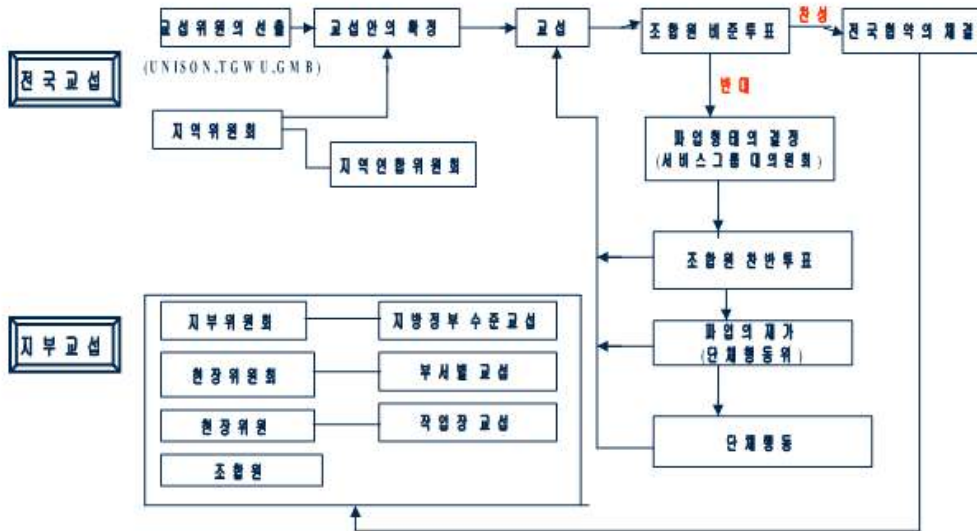 전국교섭
교섭위원의 선출
(UNISON,TGWU,GMB)
교섭안의 확정
교섭
조합원 비준투표
찬성
전국협약의 체결
반대
지역위원회
지역연합위원회
파업형태의 결정
(서비스그룹 대의원회)
조합원 찬반투표
파업의 재가
(단체행동위)
단체행동
지부교섭
지부위원회
지방정부 수준교섭
현장위원회
부서별 교섭
현장위원
작업장 교섭
조합원